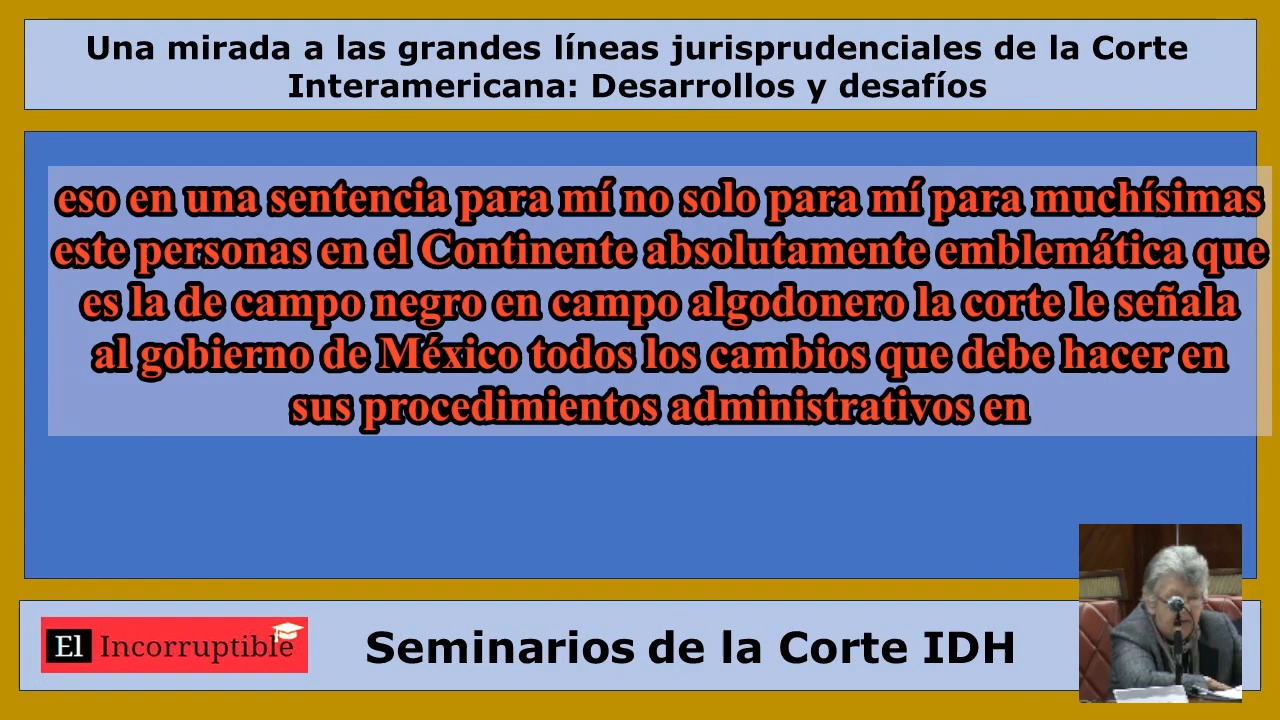 Una mirada a las grandes líneas jurisprudenciales de la Corte
Interamericana: Desarrollos y desafíos
eso en una sentencia para mí no solo para mí para muchísimas
este personas en el Continente absolutamente emblemática que
es la de campo negro en campo algodonero la corte le señala
al gobierno de México todos los cambios que debe hacer en
sus procedimientos administrativos en
El Incorruptible
Seminarios de la Corte IDH